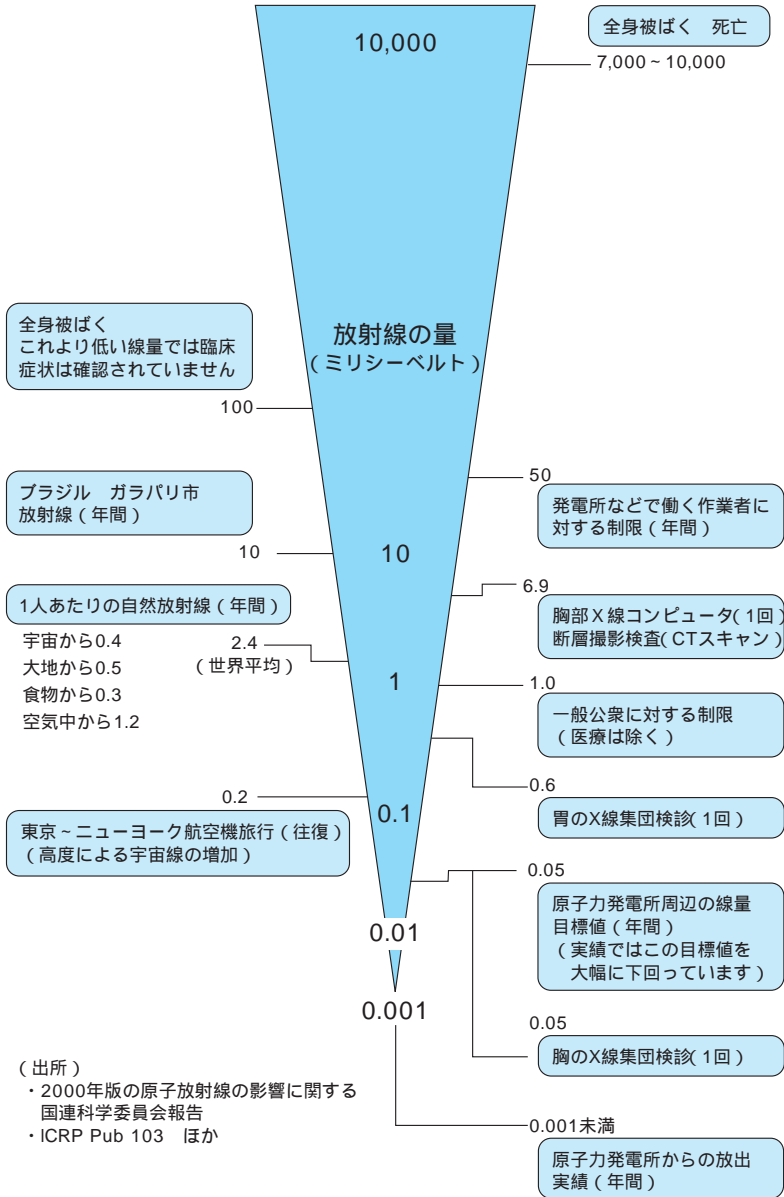 10,000
全身被ばく　死亡
7,000 ~ 10,000
放射線の量
（ミリシーベルト）
全身被ばく
これより低い線量では臨床
症状は確認されていません
100
50
発電所などで働く作業者に
対する制限（年間）
ブラジル　ガラパリ市
放射線（年間）
10
10
6.9
胸部X線コンピュータ（1回）
断層撮影検査（CTスキャン）
1人あたりの自然放射線（年間）
宇宙から0.4
大地から0.5
食物から0.3
空気中から1.2
2.4
（世界平均）
1
1.0
一般公衆に対する制限
（医療は除く）
0.6
胃のX線集団検診（1回）
0.2
東京～ニューヨーク航空機旅行（往復）
（高度による宇宙線の増加）
0.1
0.05
原子力発電所周辺の線量
目標値（年間）
（実績ではこの目標値を
大幅に下回っています）
0.01
0.001
0.05
胸のX線集団検診（1回）
0.001未満
原子力発電所からの放出
実績（年間）
（出所）
・2000年版の原子放射線の影響に関する
国連科学委員会報告
・ICRP Pub 103　ほか